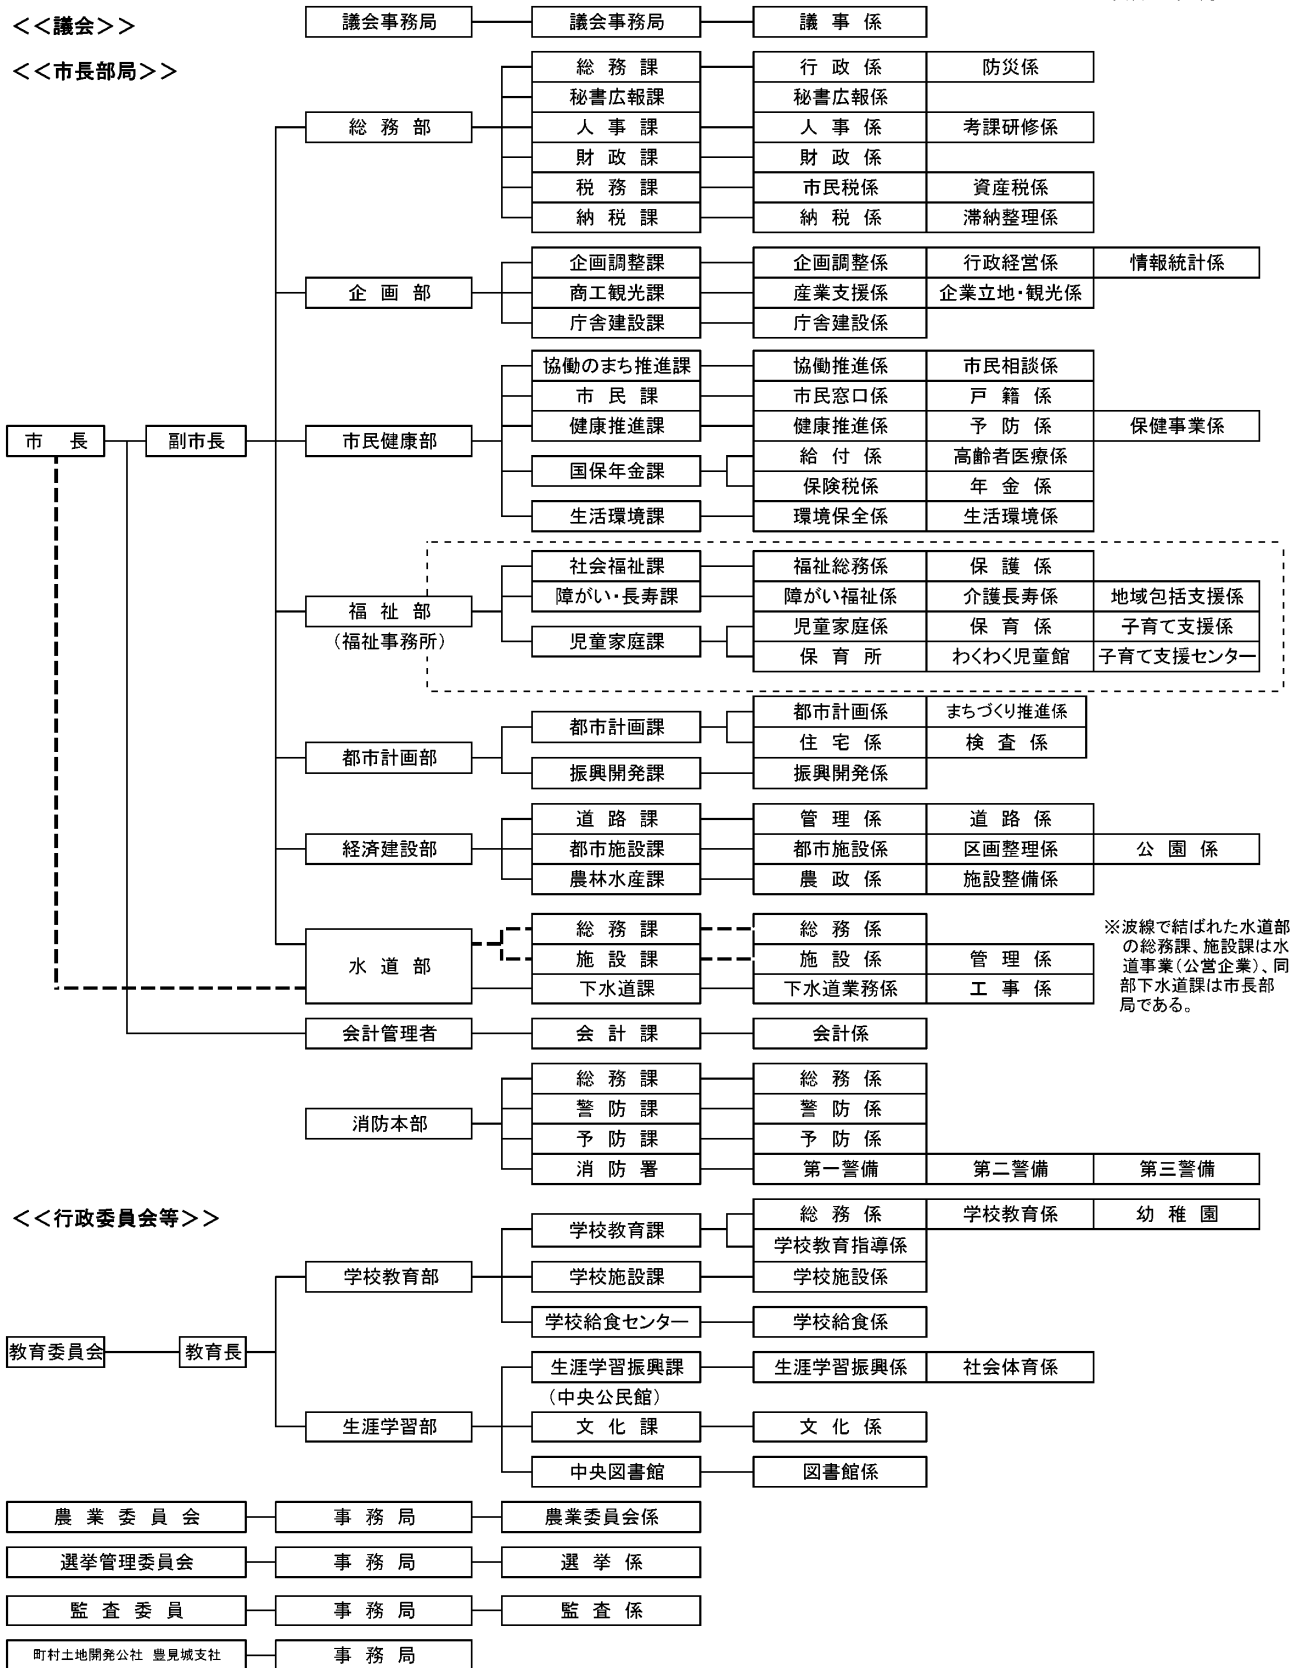 <<議会>>
議会事務局 議会事務局 議事係
<<市長部局>>
総務課 行政係 防災係
秘書広報課 秘書広報係
総務部 人事課 人事係 考課研修係
財政課 財政係
税務課 市民税係 資産税係
納税課 納税係 滞納整理係
企画調整課 企画調整係 行政経営係 情報統計係
企画部 商工観光課 産業支援係 企業立地・観光係
庁舎建設課 庁舎建設係
協働のまち推進課 協働推進係 市民相談係
市民課 市民窓口係 戸籍係
健康推進課 健康推進係 予防係 保健事業係
市長 副市長 市民健康部
給付係 高齢者医療係
国保年金課
保険税係 年金係
生活環境課 環境保全係 生活環境係
社会福祉課 福祉総務係 保護係
障がい・長寿課 障がい福祉係 介護長寿係 地域包括支援係
福祉部
(福祉事務所)
児童家庭係 保育係 子育て支援係
児童家庭課
保育所 わくわく児童館 子育て支援センター
都市計画係 まちづくり推進係
都市計画課
住宅係 検査係
都市計画部
振興開発課 振興開発係
道路課 管理係 道路係
経済建設部 都市施設課 都市施設係 区画整理係 公園係
農林水産課 農政係 施設整備係
総務課 総務係
水道部 施設課 施設係 管理係
下水道課 下水道業務係 工事係
※波線で結ばれた水道部
の総務課、施設課は水
道事業(公営企業)、同
部下水道課は市長部
局である。
会計管理者 会計課 会計係
総務課 総務係
消防本部 警防課 警防係
予防課 予防係
消防署 第一警備 第二警備 第三警備
<<行政委員会等>>
総務係 学校教育係 幼稚園
学校教育課
学校教育指導係
学校教育部 学校施設課 学校施設係
学校給食センター 学校給食係
教育委員会 教育長
生涯学習振興課 生涯学習振興係 社会体育係
(中央公民館)
生涯学習部 文化課 文化係
中央図書館 図書館係
農業委員会 事務局 農業委員会係
選挙管理委員会 事務局 選挙係
監査委員 事務局 監査係
町村土地開発公社 豊見城支社 事務局